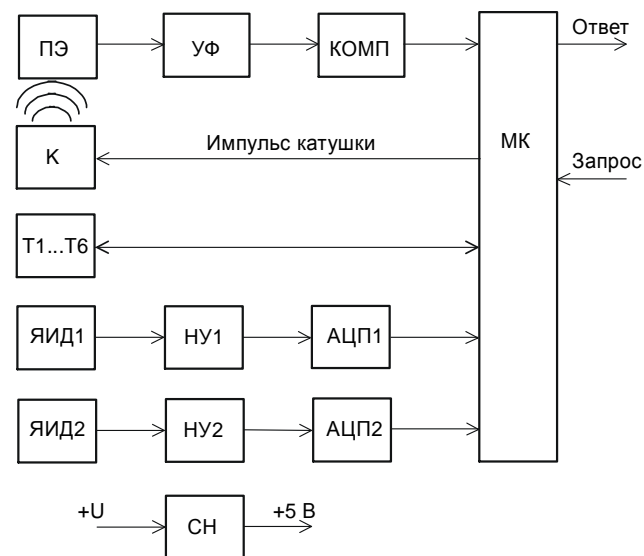 ПЭ
УФ
КОМП
МК
Ответ
К
Импульс катушки
Запрос
Т1...Т6
ЯИД1
НУ1
АЦП1
ЯИД2
НУ2
АЦП2
+U
СН
+5 В